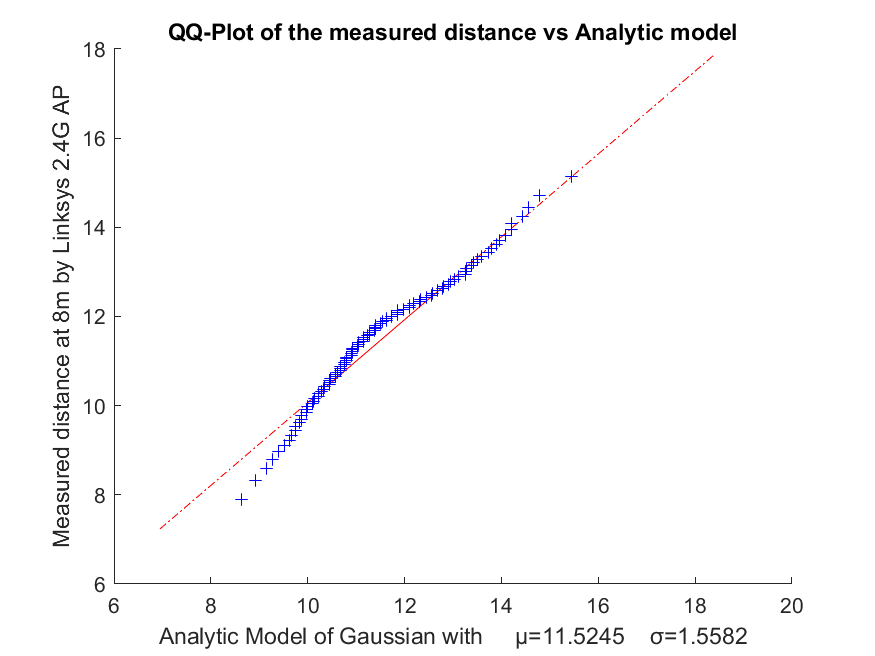 QQ-Plot of the measured distance vs Analytic model
Measured distance at 8m by Linksys 2.4G AP
18
16
14
12
10
8
6
6 8 10 12 14 16 18 20
Analytic Model of Gaussian with μ=11.5245 σ=1.5582